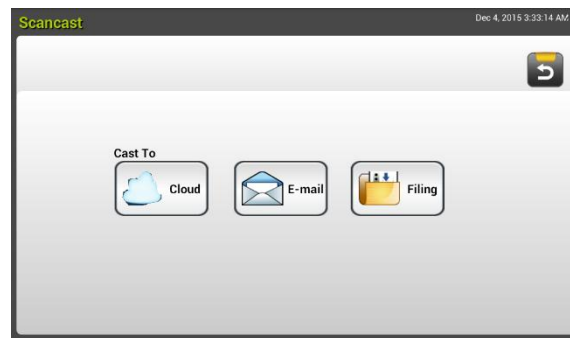 Scancast
Dec 4, 2015 3:33:14 AM
Cast To
Cloud
E-mail
Filing